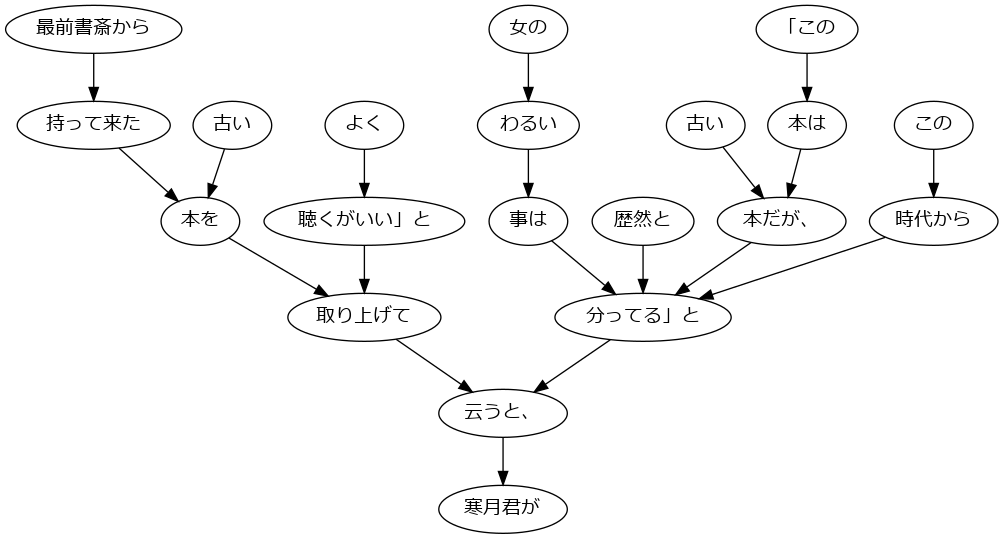 最前書斎から
女の
「この
持って来た
古い
よく
わるい
古い
本は
この
本を
聴くがいい」と
事は
歴然と
本だが、
時代から
取り上げて
分ってる」と
云うと、
寒月君が